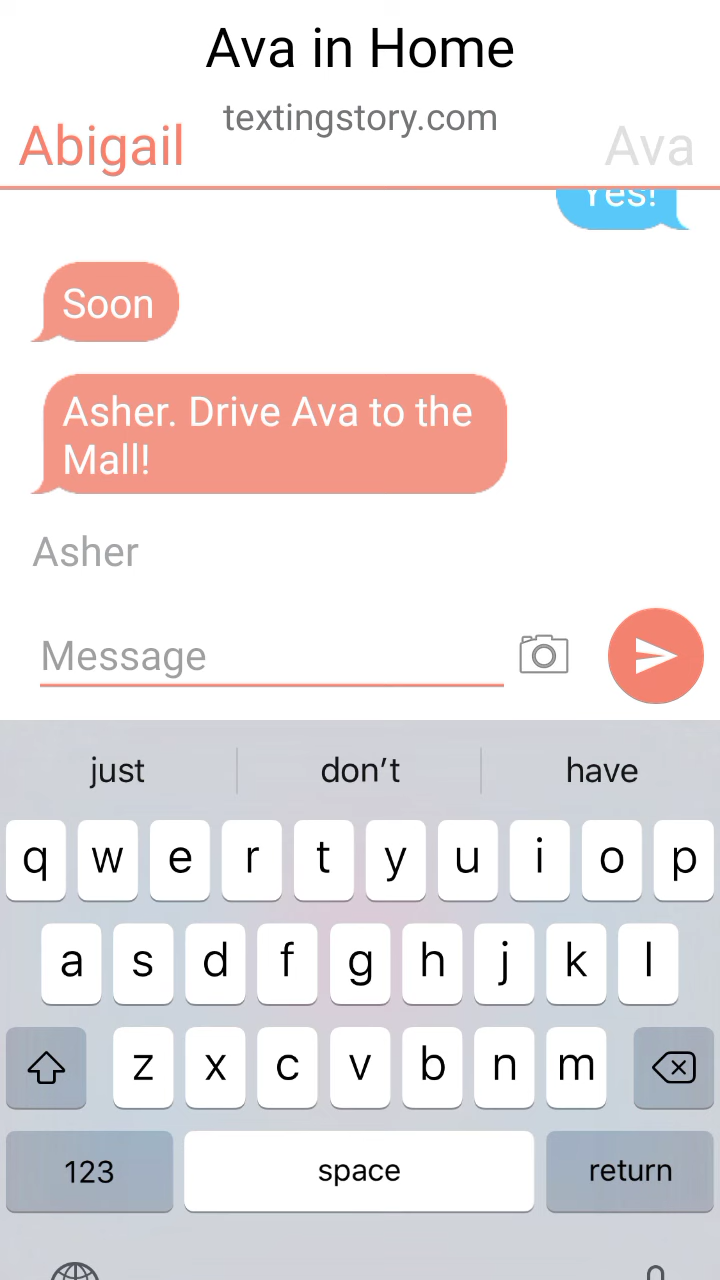 Ava in Home
textingstory.com
Abigail
Ava
Yes!
Soon
Asher. Drive Ava to the
Mall!
Asher
Message
just don’t have
q w e r t y u i o p
a s d f g h j k l
z x c v b n m
123 space return